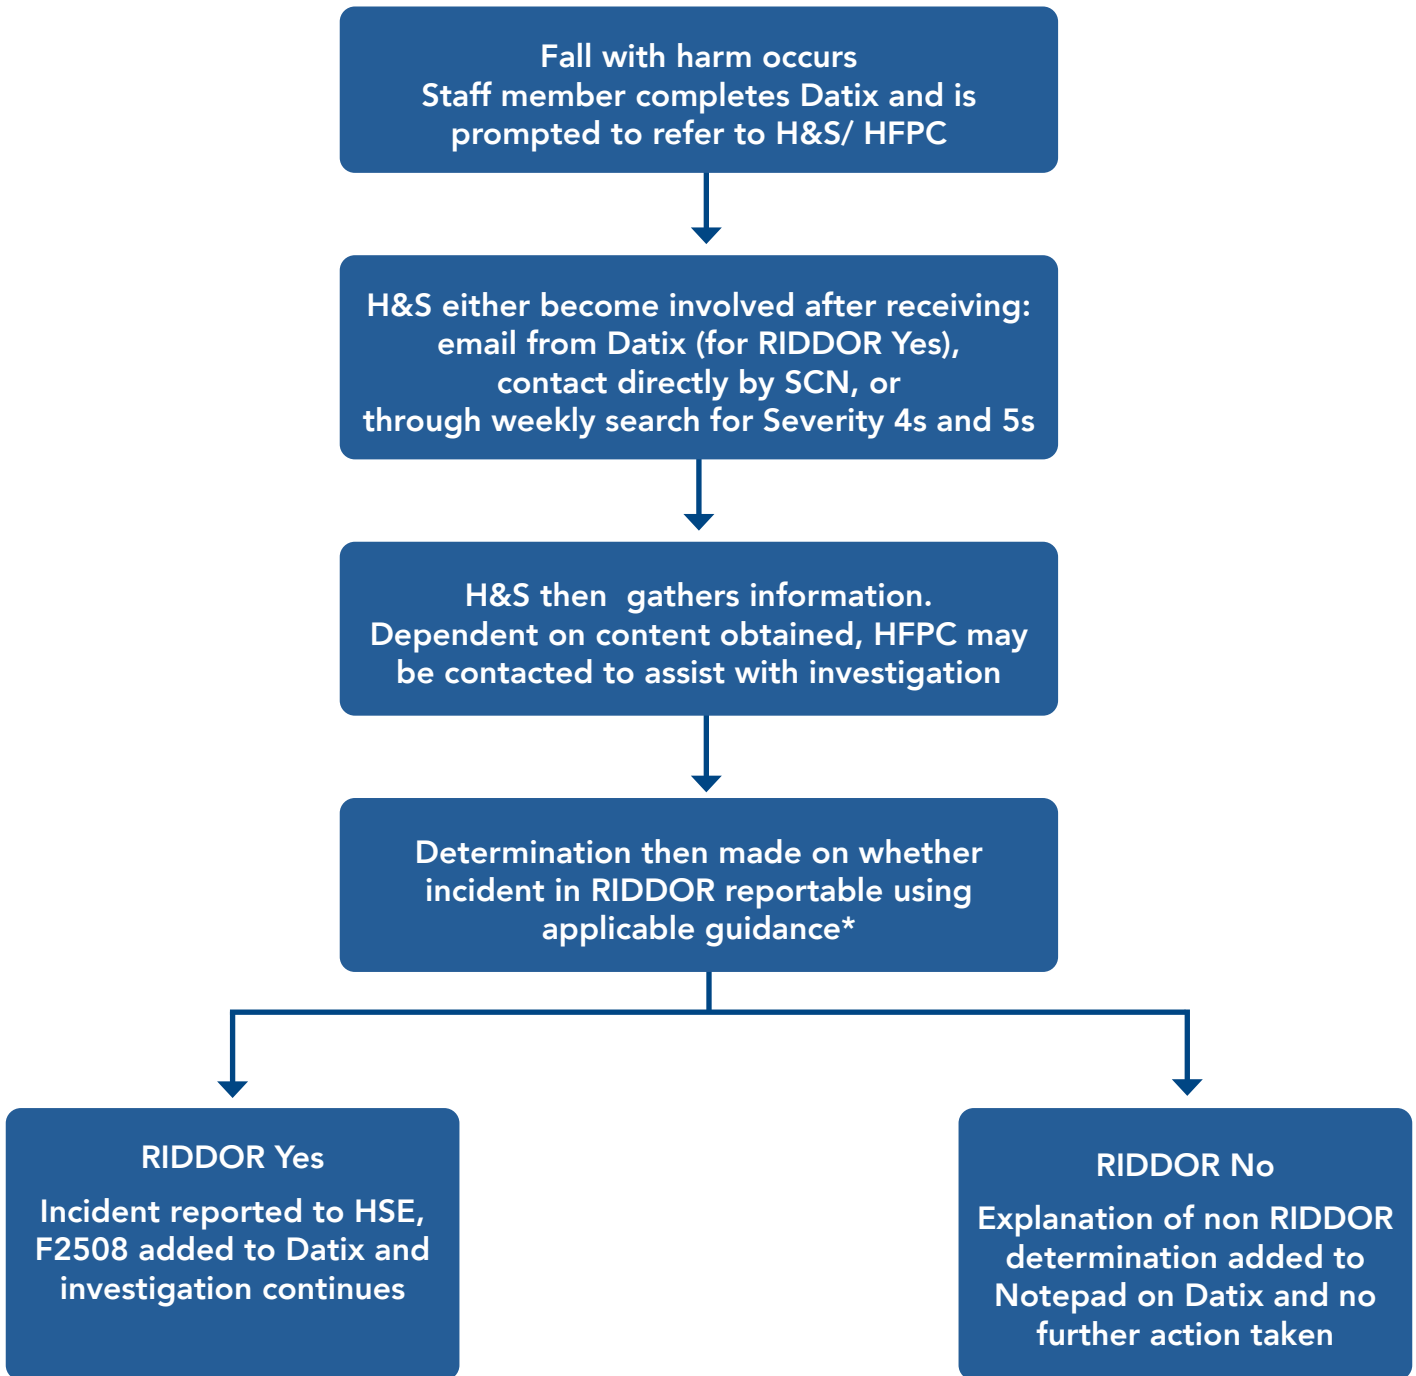 Fall with harm occurs
Staff member completes Datix and is
prompted to refer to H&S/ HFPC
H&S either become involved after receiving:
email from Datix (for RIDDOR Yes),
contact directly by SCN, or
through weekly search for Severity 4s and 5s
H&S then  gathers information.
Dependent on content obtained, HFPC may
be contacted to assist with investigation
Determination then made on whether
incident in RIDDOR reportable using
applicable guidance*
RIDDOR Yes
Incident reported to HSE,
F2508 added to Datix and
investigation continues
RIDDOR No
Explanation of non RIDDOR
determination added to
Notepad on Datix and no
further action taken